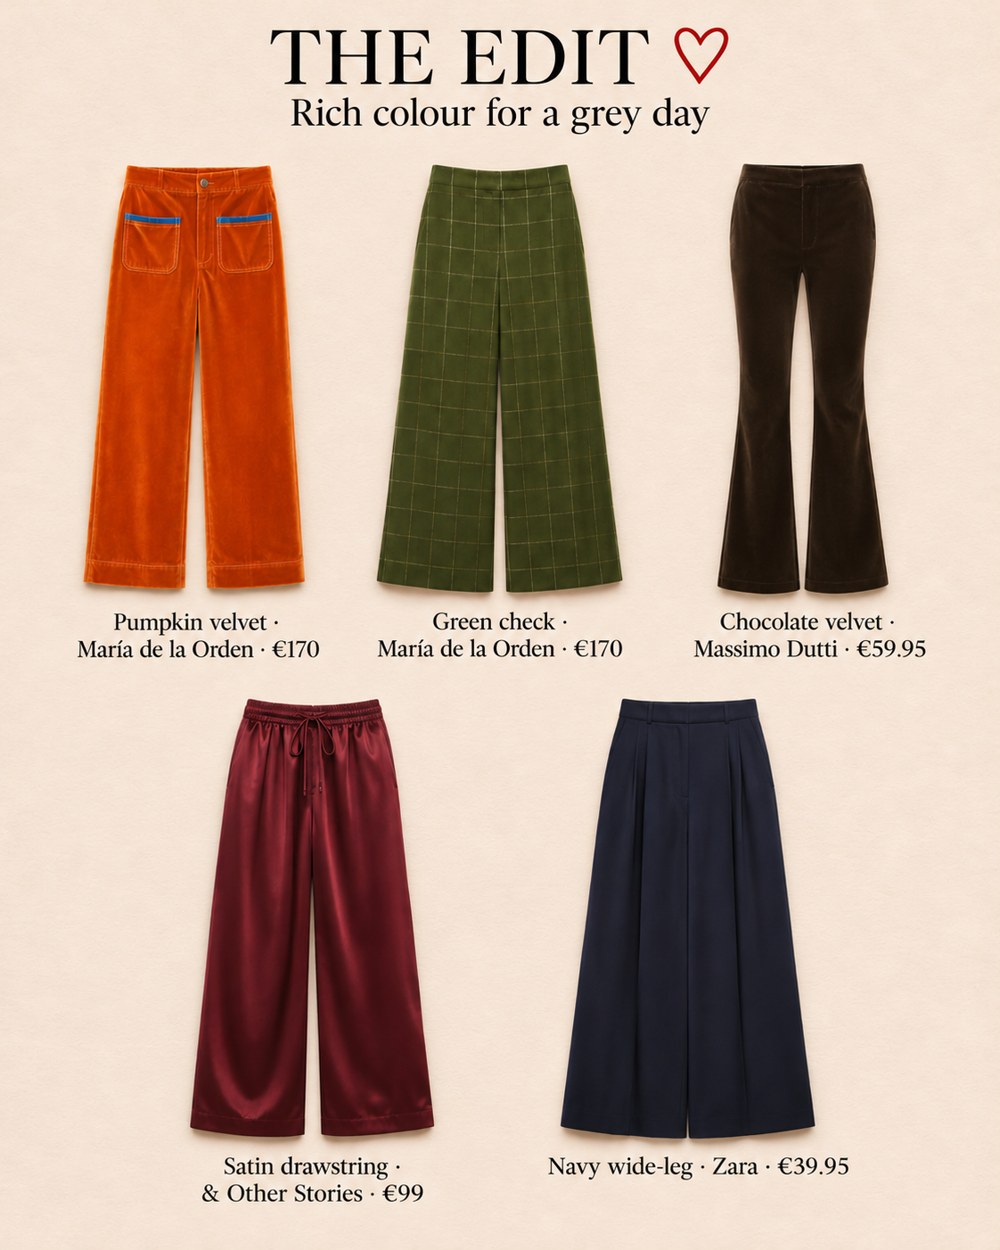 THE EDIT ♡
Rich colour for a grey day
Pumpkin velvet ·
María de la Orden · €170
Green check ·
María de la Orden · €170
Chocolate velvet ·
Massimo Dutti · €59.95
Satin drawstring ·
& Other Stories · €99
Navy wide-leg · Zara · €39.95